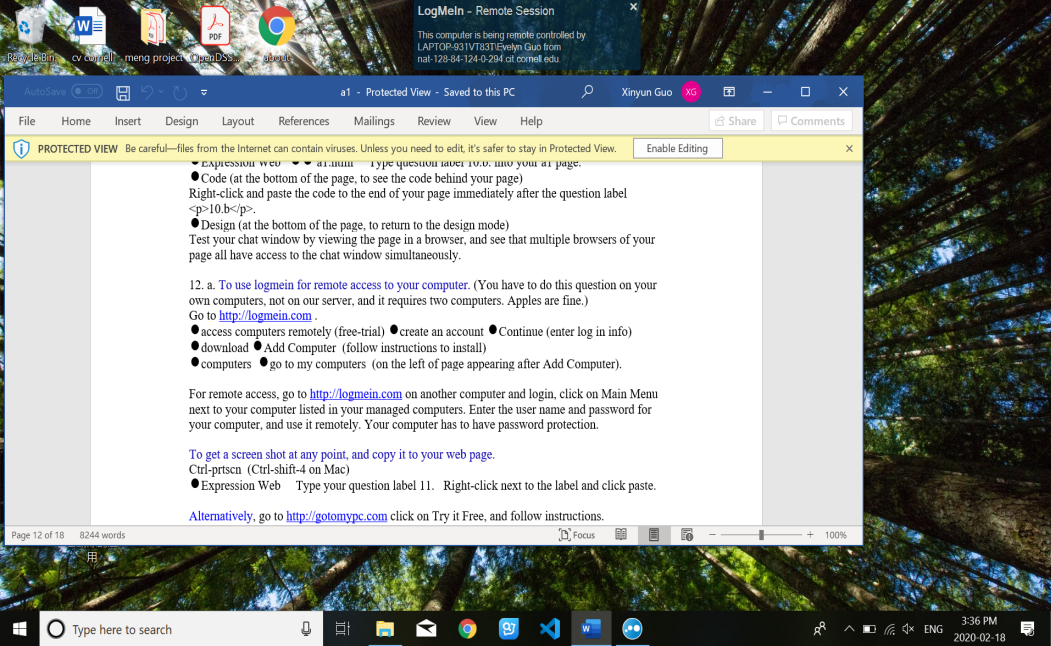 LogMeIn - Remote Session
This computer is being remote controlled by
LAPTOP-931VT83T\Evelyn Guo from
nat-128-84-124-0-294.cit.cornell.edu.
Recycle Bin
cv cornell
meng project
OpenDSS...
about
PDF
AutoSave Off
a1 - Protected View - Saved to this PC
Xinyun Guo XG
File Home Insert Design Layout References Mailings Review View Help Share Comments
PROTECTED VIEW Be careful—files from the Internet can contain viruses. Unless you need to edit, it's safer to stay in Protected View. Enable Editing
●Expression Web ●● a1.html Type question label 10.b. into your a1 page.
●Code (at the bottom of the page, to see the code behind your page)
Right-click and paste the code to the end of your page immediately after the question label
<p>10.b</p>.
●Design (at the bottom of the page, to return to the design mode)
Test your chat window by viewing the page in a browser, and see that multiple browsers of your
page all have access to the chat window simultaneously.
12. a. To use logmein for remote access to your computer. (You have to do this question on your
own computers, not on our server, and it requires two computers. Apples are fine.)
Go to http://logmein.com .
●access computers remotely (free-trial) ●create an account ●Continue (enter log in info)
●download ●Add Computer (follow instructions to install)
●computers ●go to my computers (on the left of page appearing after Add Computer).
For remote access, go to http://logmein.com on another computer and login, click on Main Menu
next to your computer listed in your managed computers. Enter the user name and password for
your computer, and use it remotely. Your computer has to have password protection.
To get a screen shot at any point, and copy it to your web page.
Ctrl-prtscn (Ctrl-shift-4 on Mac)
●Expression Web Type your question label 11. Right-click next to the label and click paste.
Alternatively, go to http://gotomypc.com click on Try it Free, and follow instructions.
Page 12 of 18 8244 words Focus 100%
用
Type here to search
ENG
3:36 PM
2020-02-18